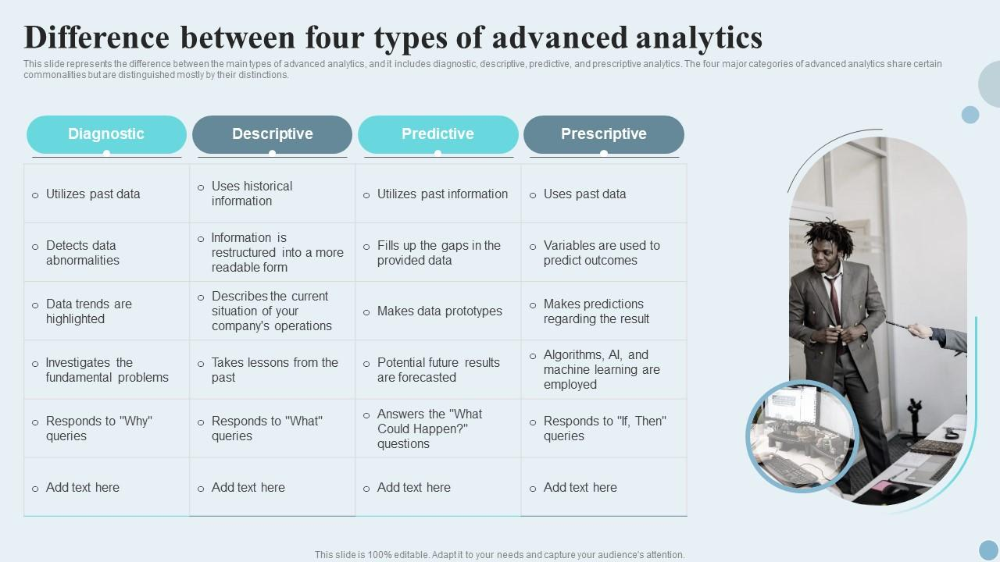 Difference between four types of advanced analytics
This slide represents the difference between the main types of advanced analytics, and it includes diagnostic, descriptive, predictive, and prescriptive analytics. The four major categories of advanced analytics share certain
commonalities but are distinguished mostly by their distinctions.
Diagnostic
Descriptive
Predictive
Prescriptive
Utilizes past data
Uses historical
information
Utilizes past information
Uses past data
Detects data
abnormalities
Information is
restructured into a more
readable form
Fills up the gaps in the
provided data
Variables are used to
predict outcomes
Data trends are
highlighted
Describes the current
situation of your
company's operations
Makes data prototypes
Makes predictions
regarding the result
Investigates the
fundamental problems
Takes lessons from the
past
Potential future results
are forecasted
Algorithms, AI, and
machine learning are
employed
Responds to "Why"
queries
Responds to "What"
queries
Answers the "What
Could Happen?"
questions
Responds to "If, Then"
queries
Add text here
Add text here
Add text here
Add text here
This slide is 100% editable. Adapt it to your needs and capture your audience's attention.